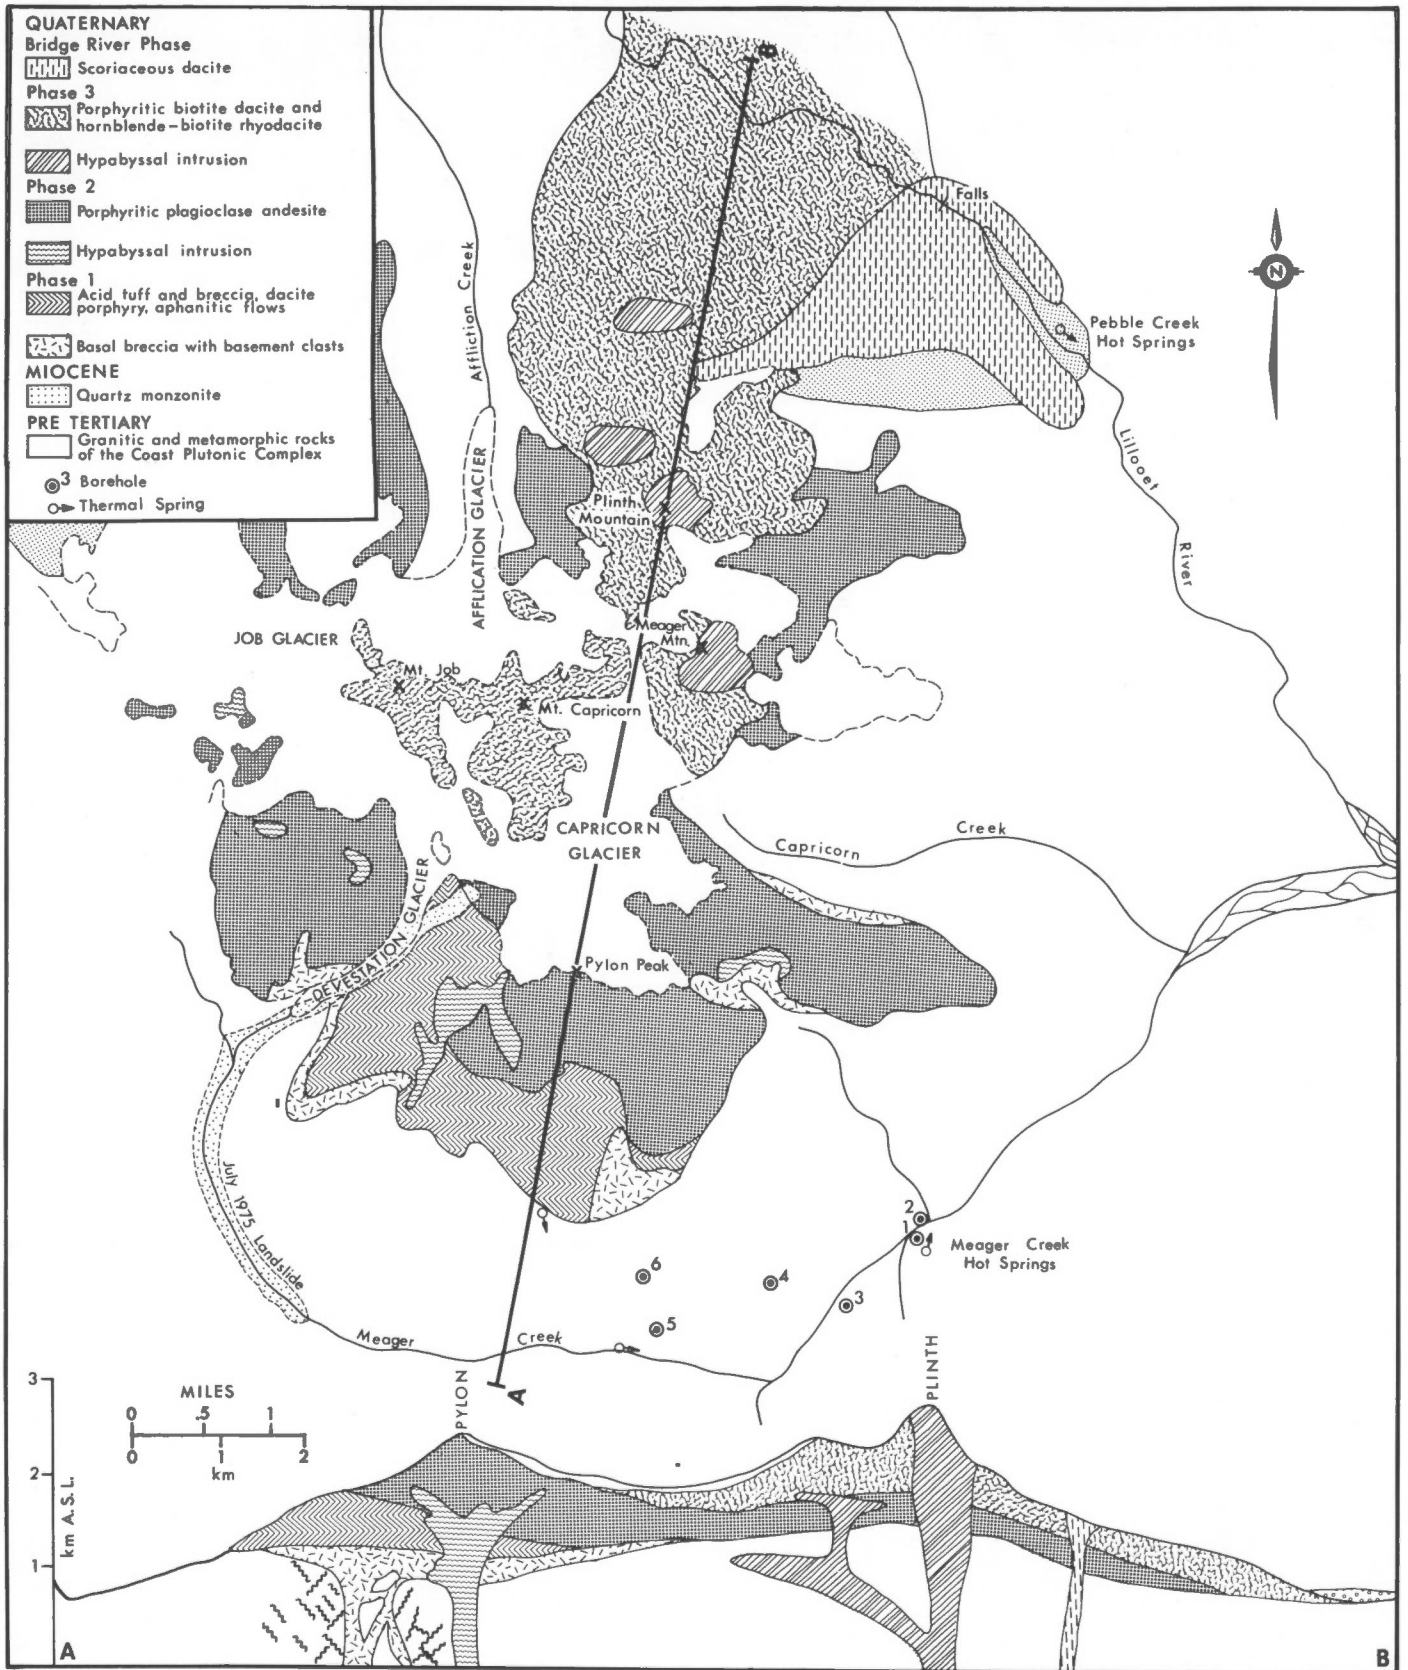 QUATERNARY
Bridge River Phase
Scoriaceous dacite
Phase 3
Porphyritic biotite dacite and
hornblende-biotite rhyodacite
Hypabyssal intrusion
Phase 2
Porphyritic plagioclase andesite
Hypabyssal intrusion
Phase 1
Acid tuff and breccia, dacite
porphyry, aphanitic flows
Basal breccia with basement clasts
MIOCENE
Quartz monzonite
PRE TERTIARY
Granitic and metamorphic rocks
of the Coast Plutonic Complex
3 Borehole
Thermal Spring
B
Falls
N
Affliction Creek
Pebble Creek
Hot Springs
Lillooet
River
AFFLICATION GLACIER
Plinth
Mountain
JOB GLACIER
Meager
Mtn.
Mt. Job
Mt. Capricorn
CAPRICORN
GLACIER
Capricorn
Creek
DEVESTATION GLACIER
Pylon Peak
July 1975 Landslide
2
1
Meager Creek
Hot Springs
6
4
3
5
Meager
Creek
A
PYLON
PLINTH
MILES
0 .5 1
0 1 2
km
3
2
1
km A.S.L.
A
B